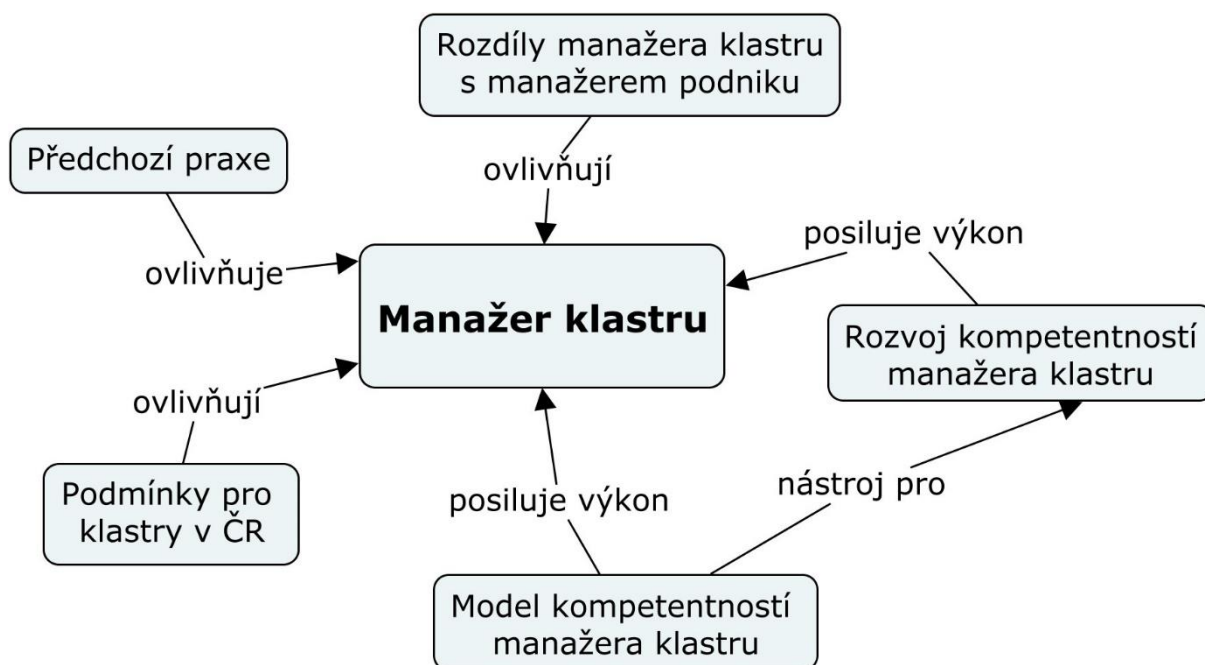 Rozdíly manažera klastru
s manažerem podniku
Předchozí praxe
ovlivňují
posiluje výkon
ovlivňuje
Manažer klastru
Rozvoj kompetentností
manažera klastru
ovlivňují
Podmínky pro
klastry v ČR
posiluje výkon
nástroj pro
Model kompetentností
manažera klastru